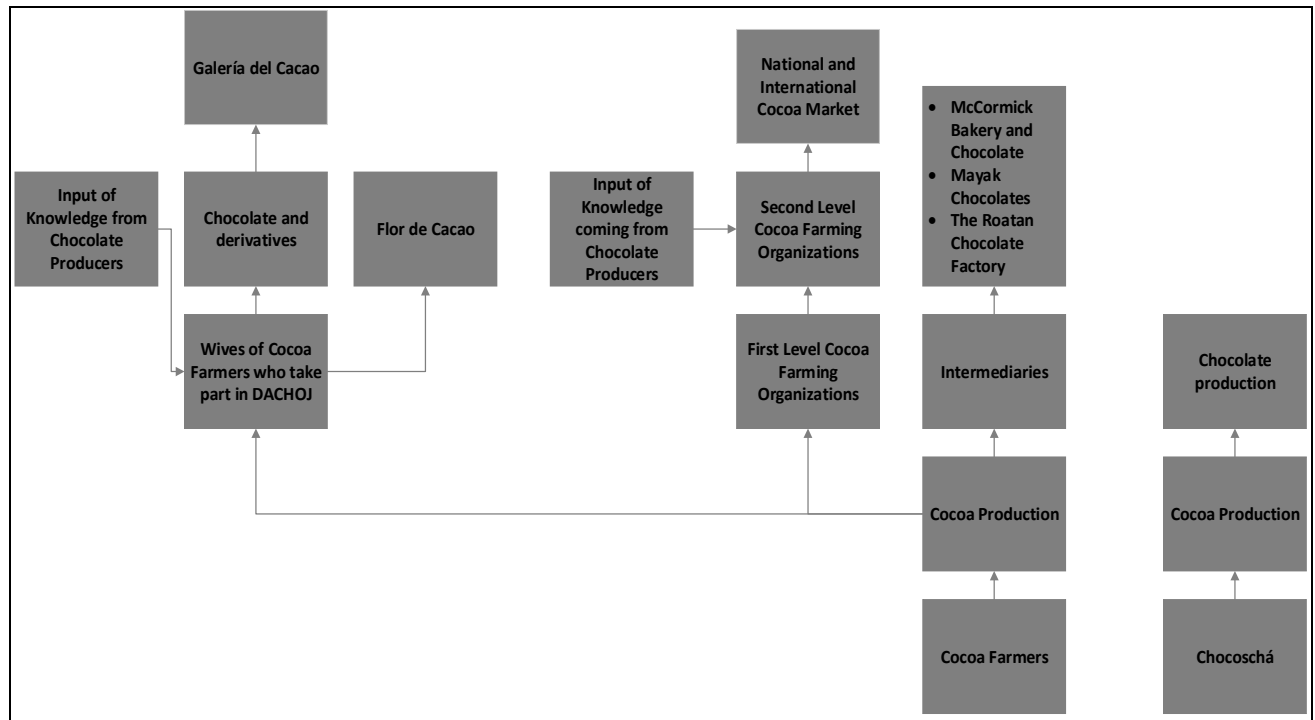 Galería del Cacao
National and
International
Cocoa Market
• McCormick
Bakery and
Chocolate
• Mayak
Chocolates
• The Roatan
Chocolate
Factory
Input of
Knowledge from
Chocolate
Producers
Chocolate and
derivatives
Flor de Cacao
Input of
Knowledge
coming from
Chocolate
Producers
Second Level
Cocoa Farming
Organizations
Wives of Cocoa
Farmers who take
part in DACHOJ
First Level Cocoa
Farming
Organizations
Intermediaries
Chocolate
production
Cocoa Production
Cocoa Production
Cocoa Farmers
Chocoschá